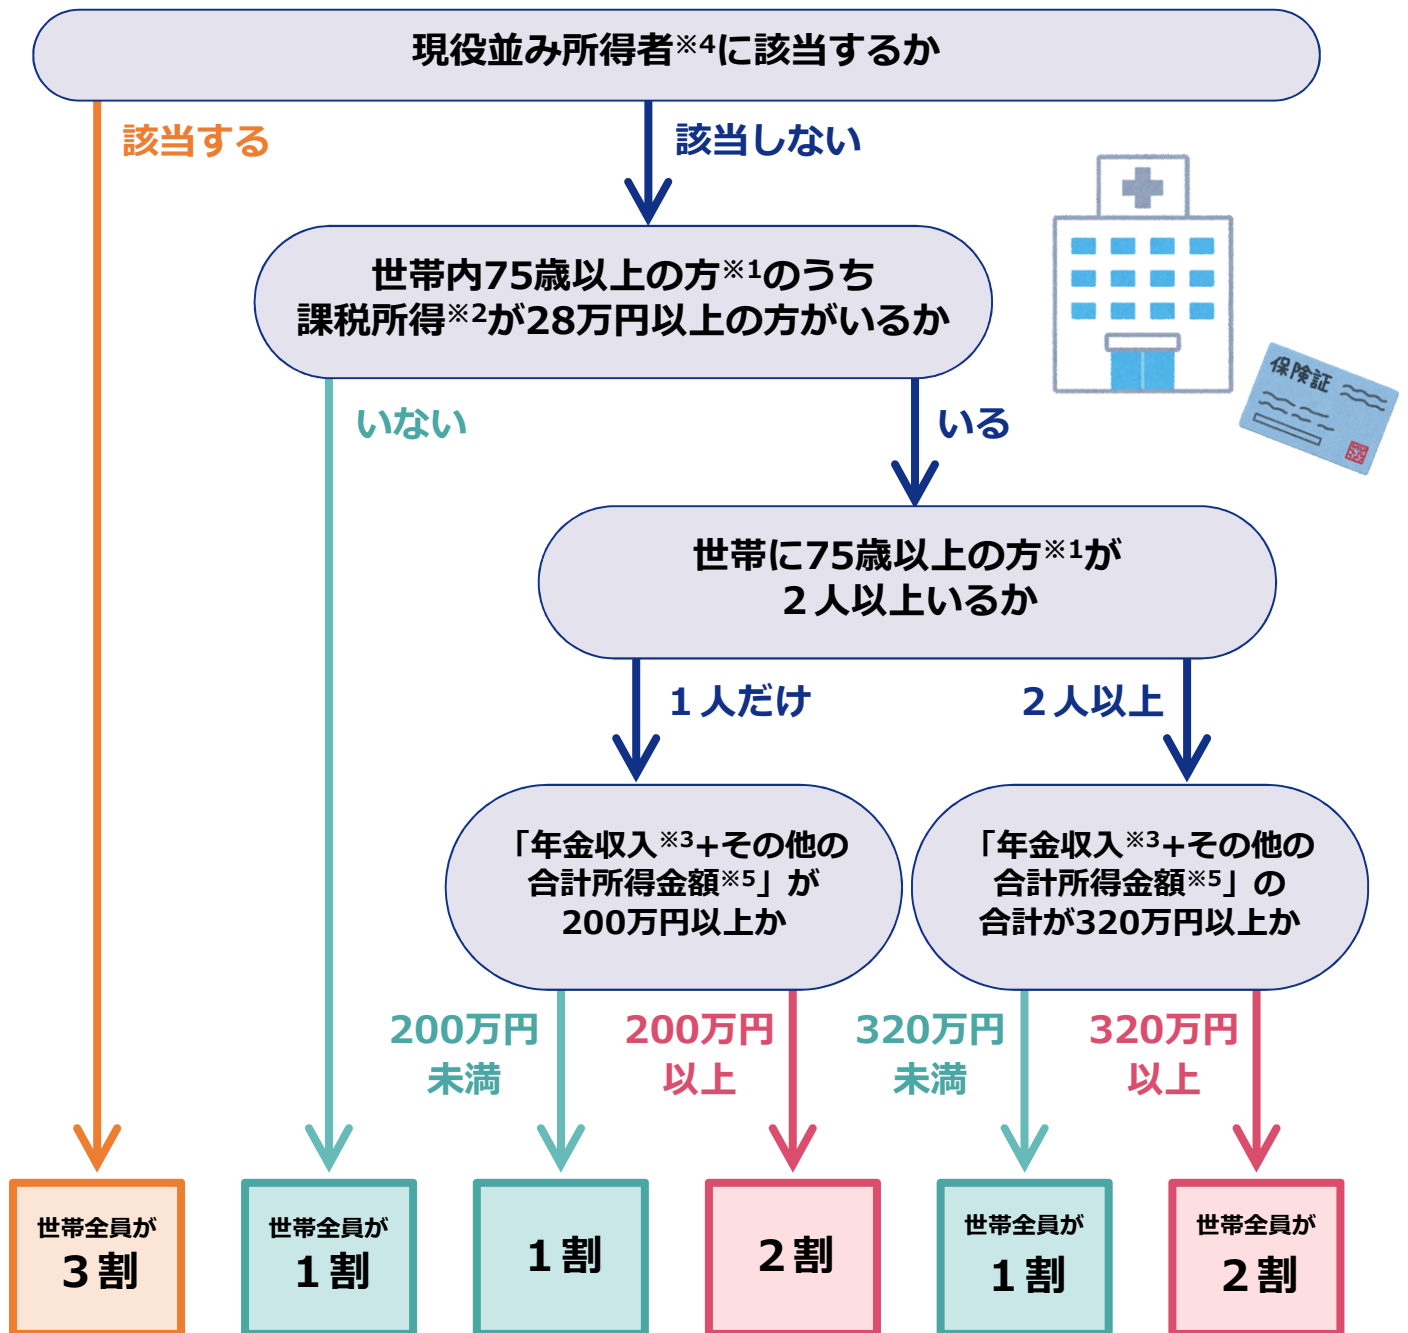 現役並み所得者※4に該当するか
該当する
該当しない
世帯内75歳以上の方※1のうち
課税所得※2が28万円以上の方がいるか
保険証
いない
いる
世帯に75歳以上の方※1が
２人以上いるか
１人だけ
２人以上
「年金収入※3+その他の
合計所得金額※5」が
200万円以上か
「年金収入※3+その他の
合計所得金額※5」の
合計が320万円以上か
200万円
未満
200万円
以上
320万円
未満
320万円
以上
世帯全員が
３割
世帯全員が
１割
１割
２割
世帯全員が
１割
世帯全員が
２割